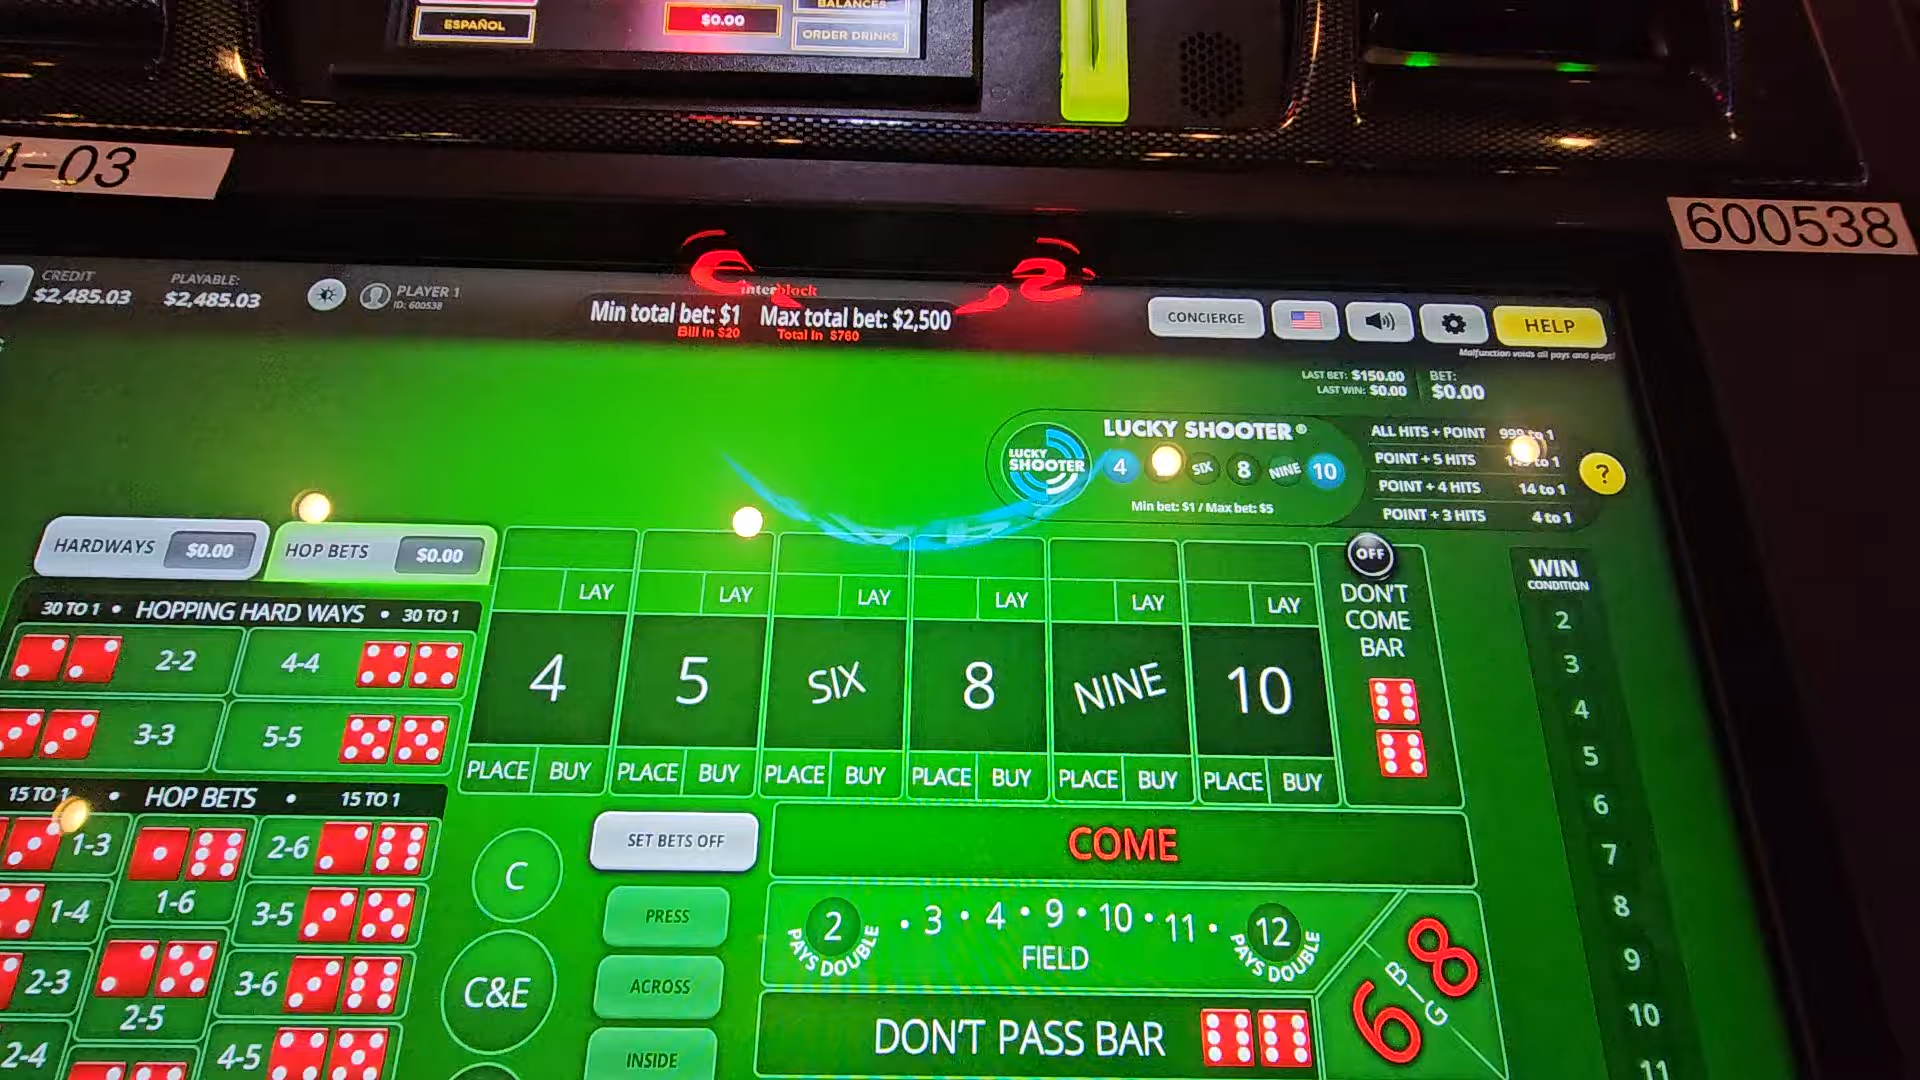 ESPAÑOL
$0.00
BALANCES
ORDER DRINKS
4-03
600538
CREDIT
$2,485.03
PLAYABLE:
$2,485.03
PLAYER 1
ID: 600538
interblock
Min total bet: $1 Max total bet: $2,500
Bill In $20 Total In $760
CONCIERGE
HELP
Malfunction voids all pays and plays!
LAST BET: $150.00
LAST WIN: $0.00
BET:
$0.00
LUCKY SHOOTER
LUCKY SHOOTER®
4 SIX 8 NINE 10
Min bet: $1 / Max bet: $5
ALL HITS + POINT 999 to 1
POINT + 5 HITS to 1
POINT + 4 HITS 14 to 1
POINT + 3 HITS 4 to 1
?
HARDWAYS $0.00
HOP BETS $0.00
30 TO 1 • HOPPING HARD WAYS • 30 TO 1
2-2 4-4
3-3 5-5
15 TO 1 • HOP BETS • 15 TO 1
1-3
1-6
2-6
1-4
3-5
2-3
2-5
3-6
2-4
4-5
LAY LAY LAY LAY LAY LAY
4 5 SIX 8 NINE 10
PLACE BUY PLACE BUY PLACE BUY PLACE BUY PLACE BUY PLACE BUY
OFF
DON'T
COME
BAR
WIN
CONDITION
2
3
4
5
6
7
8
9
10
11
C
C&E
SET BETS OFF
PRESS
ACROSS
INSIDE
COME
2 • 3 • 4 • 9 • 10 • 11 • 12
PAYS DOUBLE FIELD PAYS DOUBLE
DON'T PASS BAR
6 BIG 8